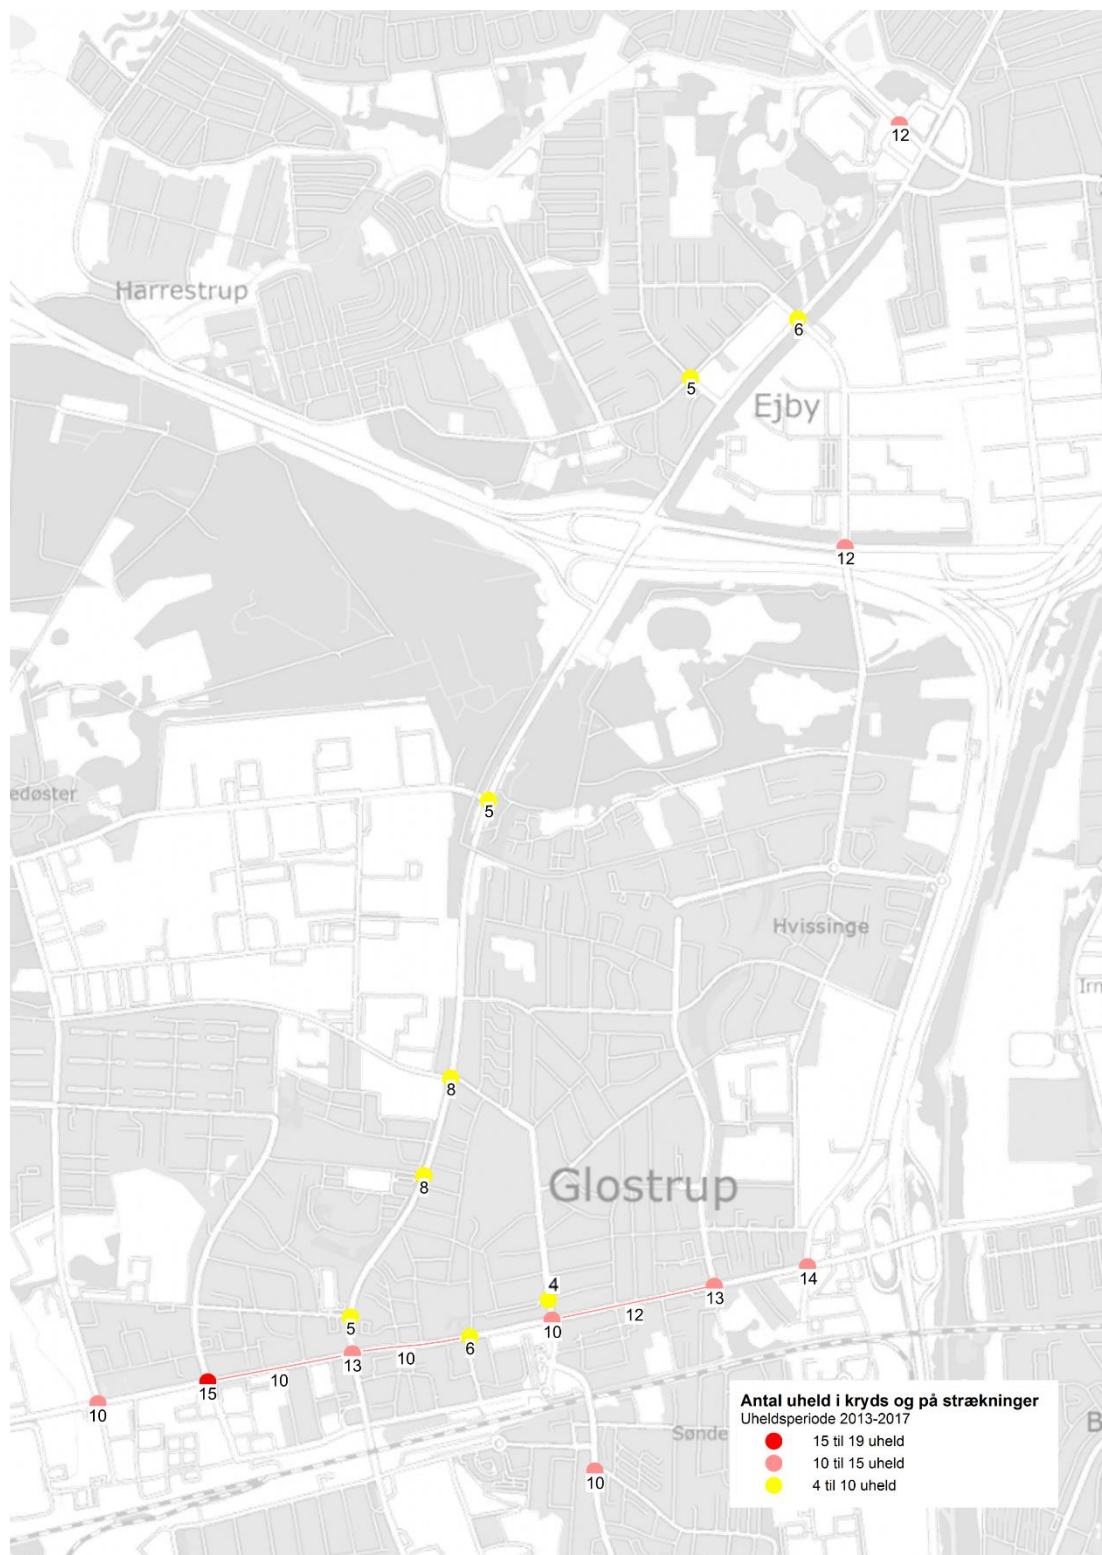 12
Harrestrup
6
5
Ejby
12
edøster
5
Hvissinge
Irn
8
8
Glostrup
14
4
13
12
5
10
6
13
10
10
15
10
Antal uheld i kryds og på strækninger
Uheldsperiode 2013-2017
15 til 19 uheld
10 til 15 uheld
4 til 10 uheld
Sønde
B
10